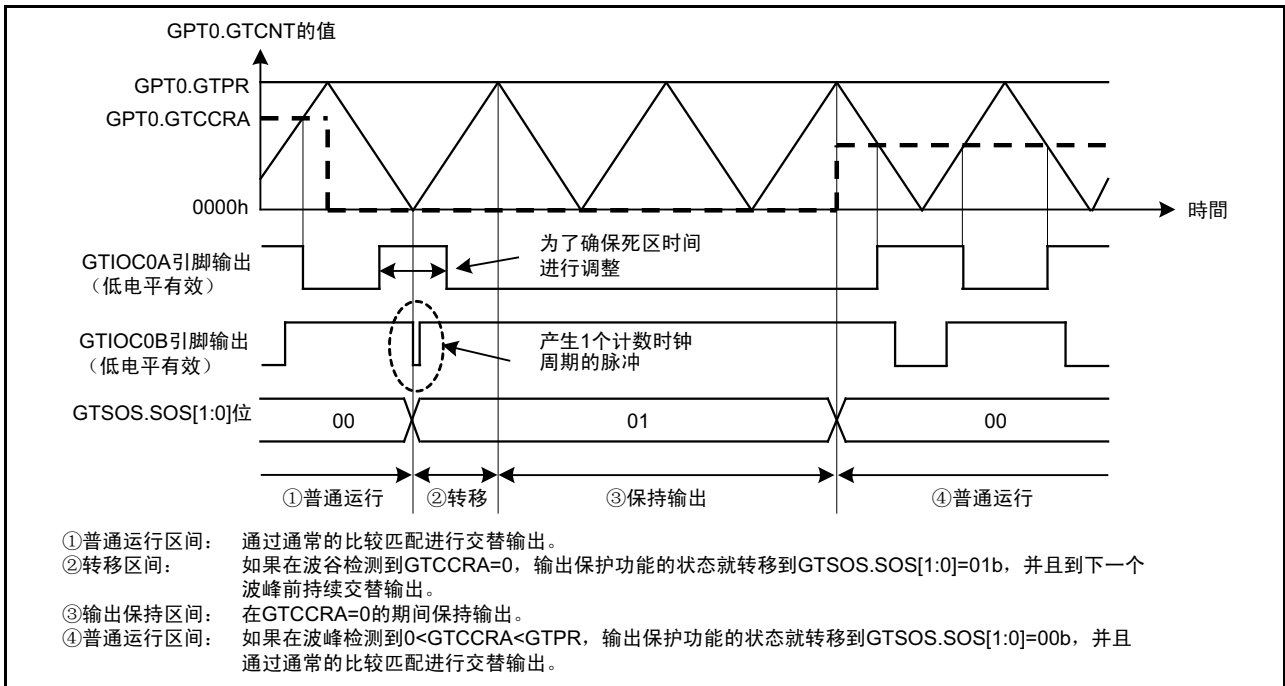 GPT0.GTCNT的值
GPT0.GTPR
GPT0.GTCCRA
0000h
時間
GTIOC0A引脚输出
（低电平有效）
为了确保死区时间
进行调整
GTIOC0B引脚输出
（低电平有效）
产生1个计数时钟
周期的脉冲
GTSOS.SOS[1:0]位
00
01
00
①普通运行
②转移
③保持输出
④普通运行
①普通运行区间： 通过通常的比较匹配进行交替输出。
②转移区间： 如果在波谷检测到GTCCRA=0，输出保护功能的状态就转移到GTSOS.SOS[1:0]=01b，并且到下一个
波峰前持续交替输出。
③输出保持区间： 在GTCCRA=0的期间保持输出。
④普通运行区间： 如果在波峰检测到0<GTCCRA<GTPR，输出保护功能的状态就转移到GTSOS.SOS[1:0]=00b，并且
通过通常的比较匹配进行交替输出。